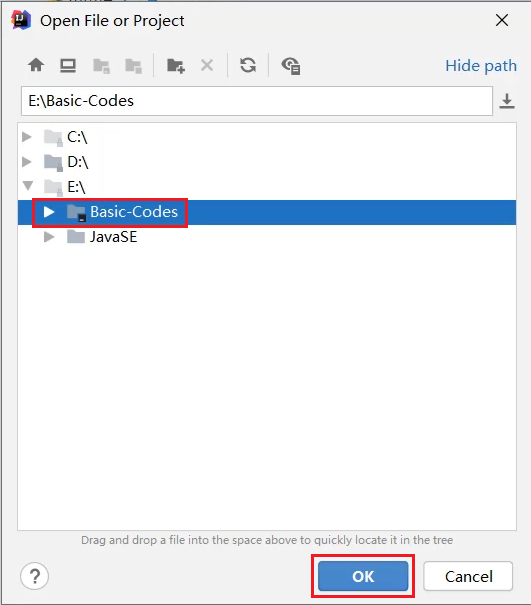 Open File or Project
Hide path
E:\Basic-Codes
C:\
D:\
E:\
Basic-Codes
JavaSE
Drag and drop a file into the space above to quickly locate it in the tree
?
OK
Cancel